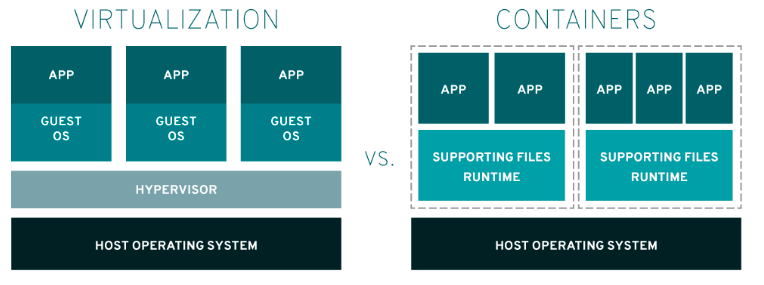 VIRTUALIZATION
APP
APP
APP
GUEST
OS
GUEST
OS
GUEST
OS
HYPERVISOR
HOST OPERATING SYSTEM
VS.
CONTAINERS
APP
APP
SUPPORTING FILES
RUNTIME
APP
APP
APP
SUPPORTING FILES
RUNTIME
HOST OPERATING SYSTEM